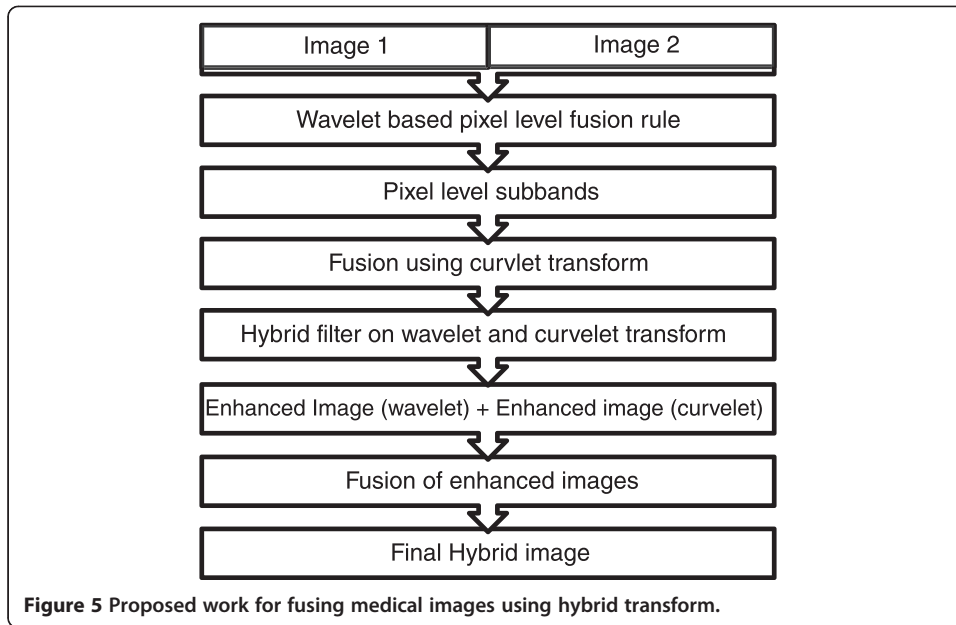 Image 1
Image 2
Wavelet based pixel level fusion rule
Pixel level subbands
Fusion using curvlet transform
Hybrid filter on wavelet and curvelet transform
Enhanced Image (wavelet) + Enhanced image (curvelet)
Fusion of enhanced images
Final Hybrid image
Figure 5 Proposed work for fusing medical images using hybrid transform.